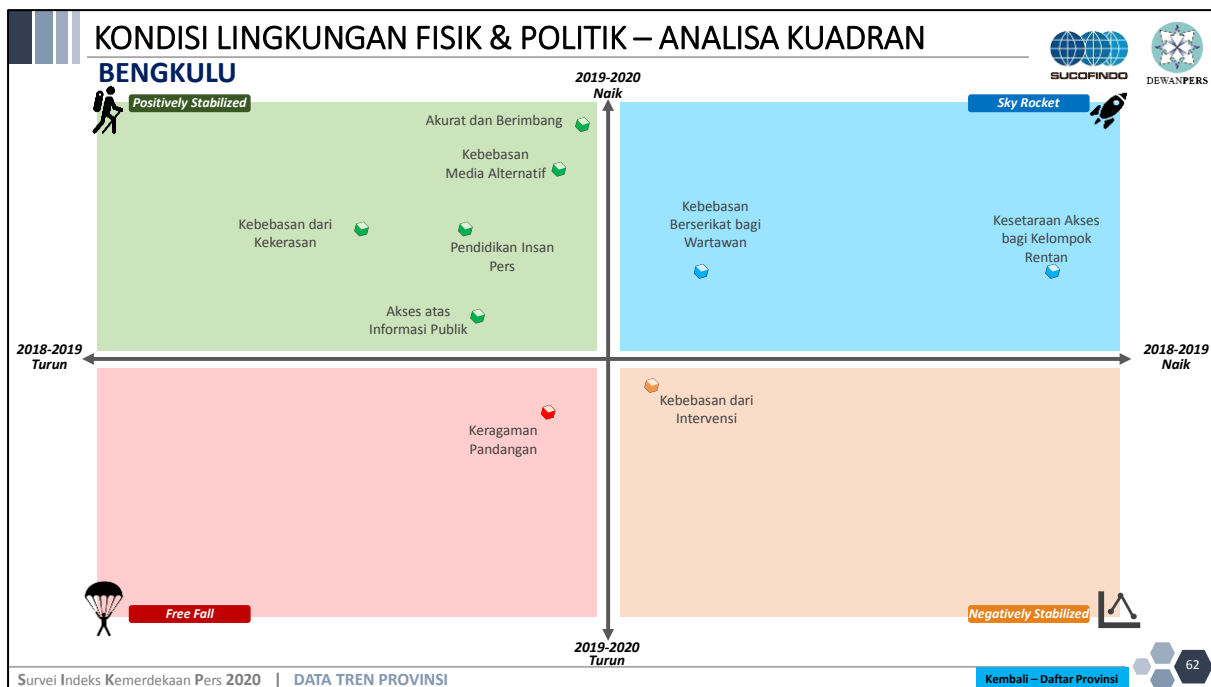 KONDISI LINGKUNGAN FISIK & POLITIK – ANALISA KUADRAN
BENGKULU
SUCOFINDO
DEWANPERS
2019-2020
Naik
Positively Stabilized
Sky Rocket
Akurat dan Berimbang
Kebebasan
Media Alternatif
Kebebasan dari
Kekerasan
Pendidikan Insan
Pers
Akses atas
Informasi Publik
Kebebasan
Berserikat bagi
Wartawan
Kesetaraan Akses
bagi Kelompok
Rentan
2018-2019
Turun
2018-2019
Naik
Keragaman
Pandangan
Kebebasan dari
Intervensi
Free Fall
Negatively Stabilized
2019-2020
Turun
Survei Indeks Kemerdekaan Pers 2020 | DATA TREN PROVINSI
Kembali – Daftar Provinsi
62